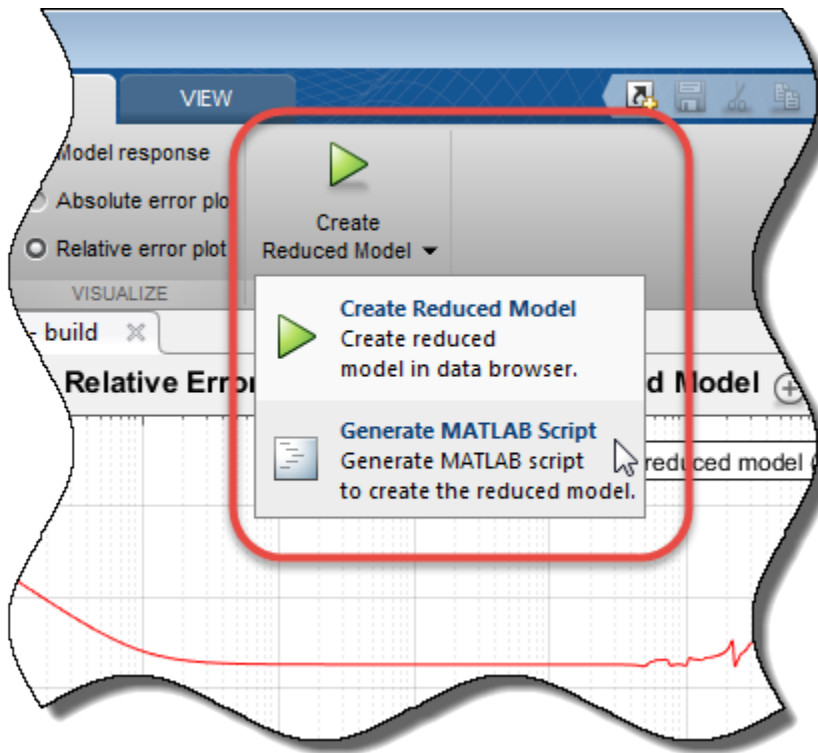 VIEW
Model response
Absolute error plo
Relative error plot
Create
Reduced Model
VISUALIZE
Create Reduced Model
Create reduced
model in data browser.
- build
Relative Erro
d Model
Generate MATLAB Script
Generate MATLAB script
to create the reduced model.
reduced model (